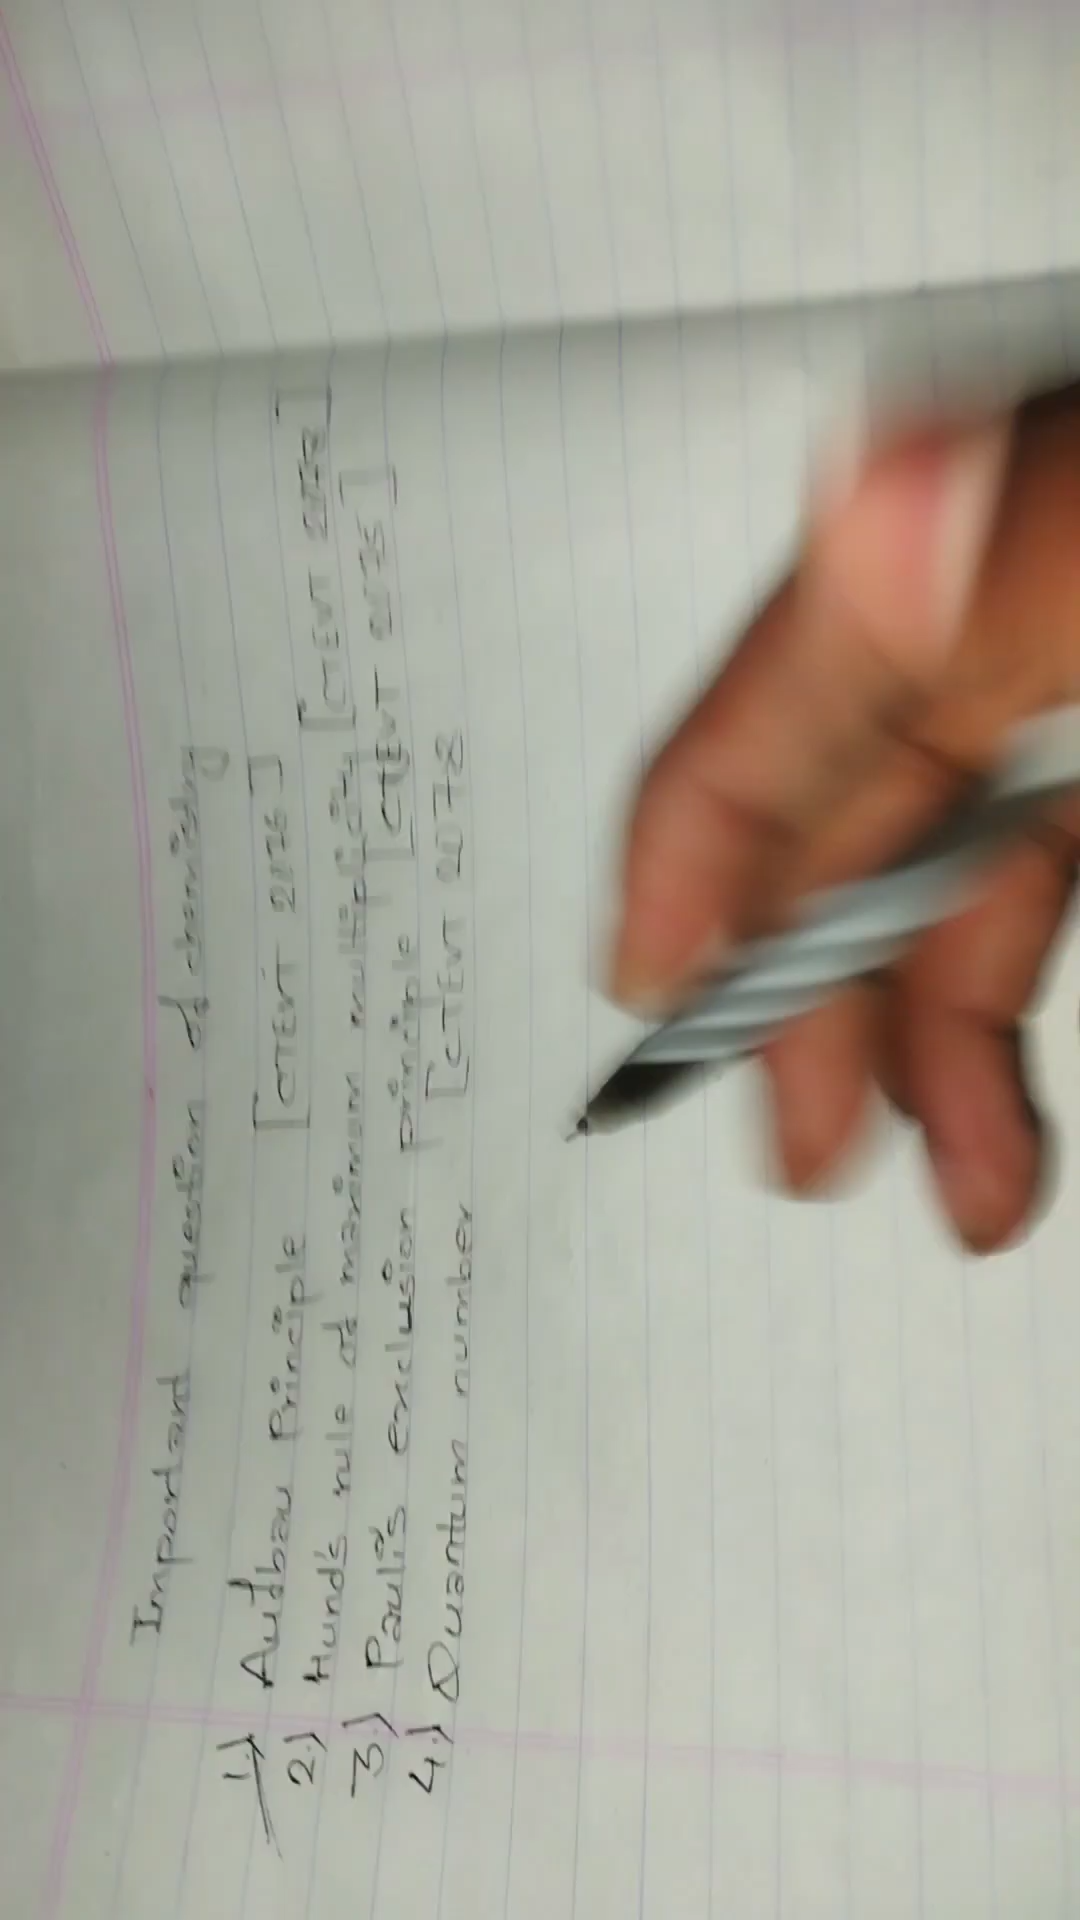 Important question of chemistry
1.) Aufbau Principle [CTEVT 2076]
2.) Hund's rule of maximum multiplicity [CTEVT
3.) Pauli's exclusion principle [CTEVT 2075]
4.) Quantum number [CTEVT 2078